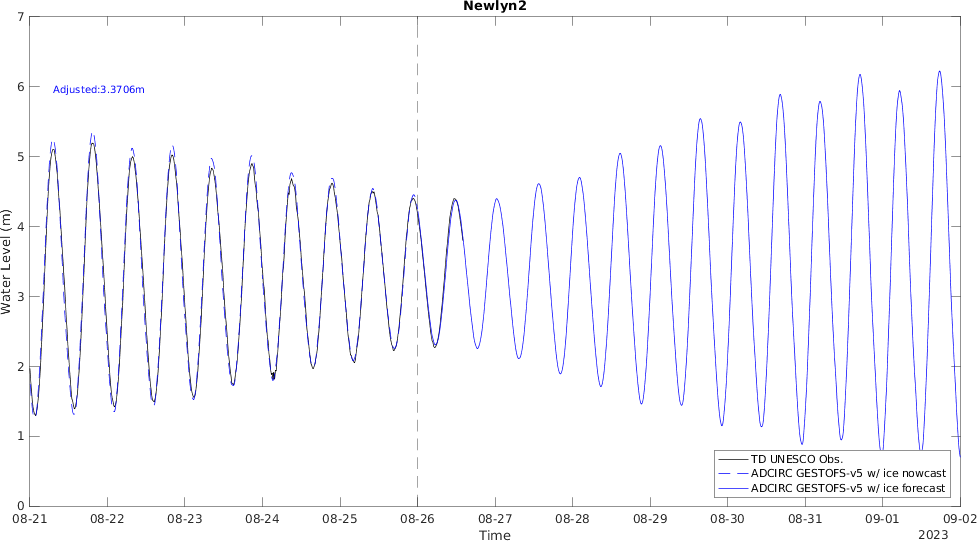 Newlyn2
7
6
5
4
3
2
1
0
Water Level (m)
Adjusted:3.3706m
TD UNESCO Obs.
ADCIRC GESTOFS-v5 w/ ice nowcast
ADCIRC GESTOFS-v5 w/ ice forecast
08-21 08-22 08-23 08-24 08-25 08-26 08-27 08-28 08-29 08-30 08-31 09-01 09-02
Time
2023